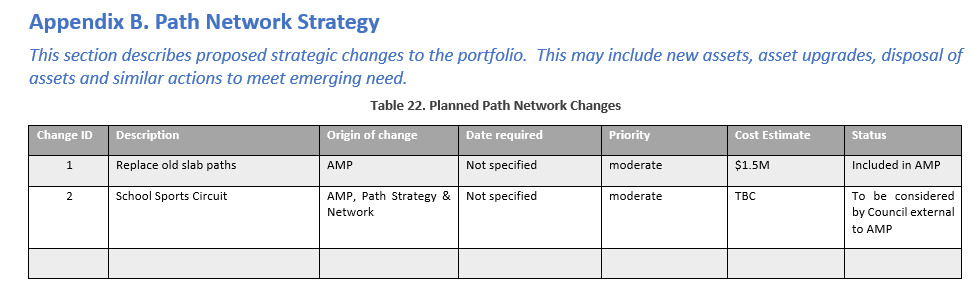 Appendix B. Path Network Strategy
This section describes proposed strategic changes to the portfolio. This may include new assets, asset upgrades, disposal of
assets and similar actions to meet emerging need.
Table 22. Planned Path Network Changes
Change ID Description Origin of change Date required Priority Cost Estimate Status
1 Replace old slab paths AMP Not specified moderate $1.5M Included in AMP
2 School Sports Circuit AMP, Path Strategy & Not specified moderate TBC To be considered
Network by Council external
to AMP